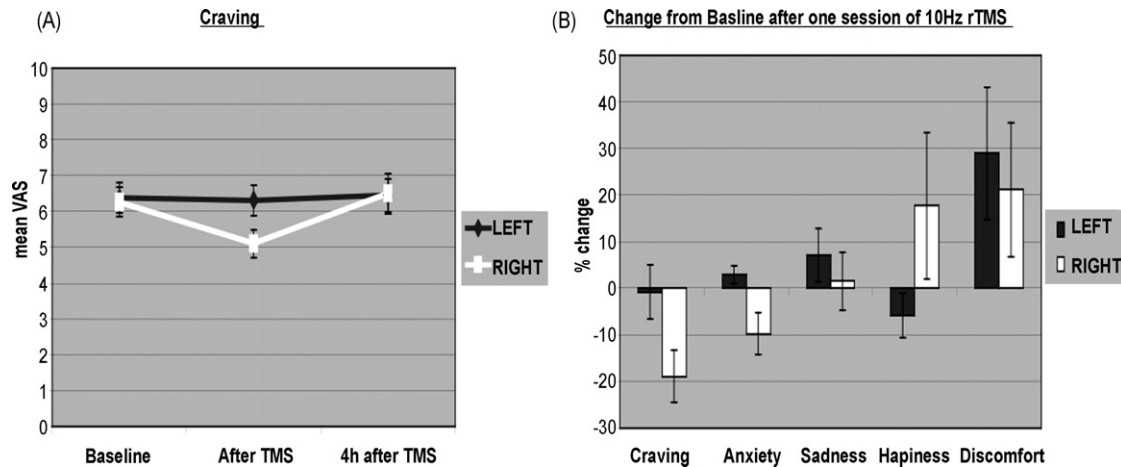 (A)
Craving
10
9
8
7
6
5
4
3
2
1
0
mean VAS
Baseline After TMS 4h after TMS
LEFT
RIGHT
(B) Change from Basline after one session of 10Hz rTMS
50
40
30
20
10
0
-10
-20
-30
% change
Craving Anxiety Sadness Hapiness Discomfort
LEFT
RIGHT